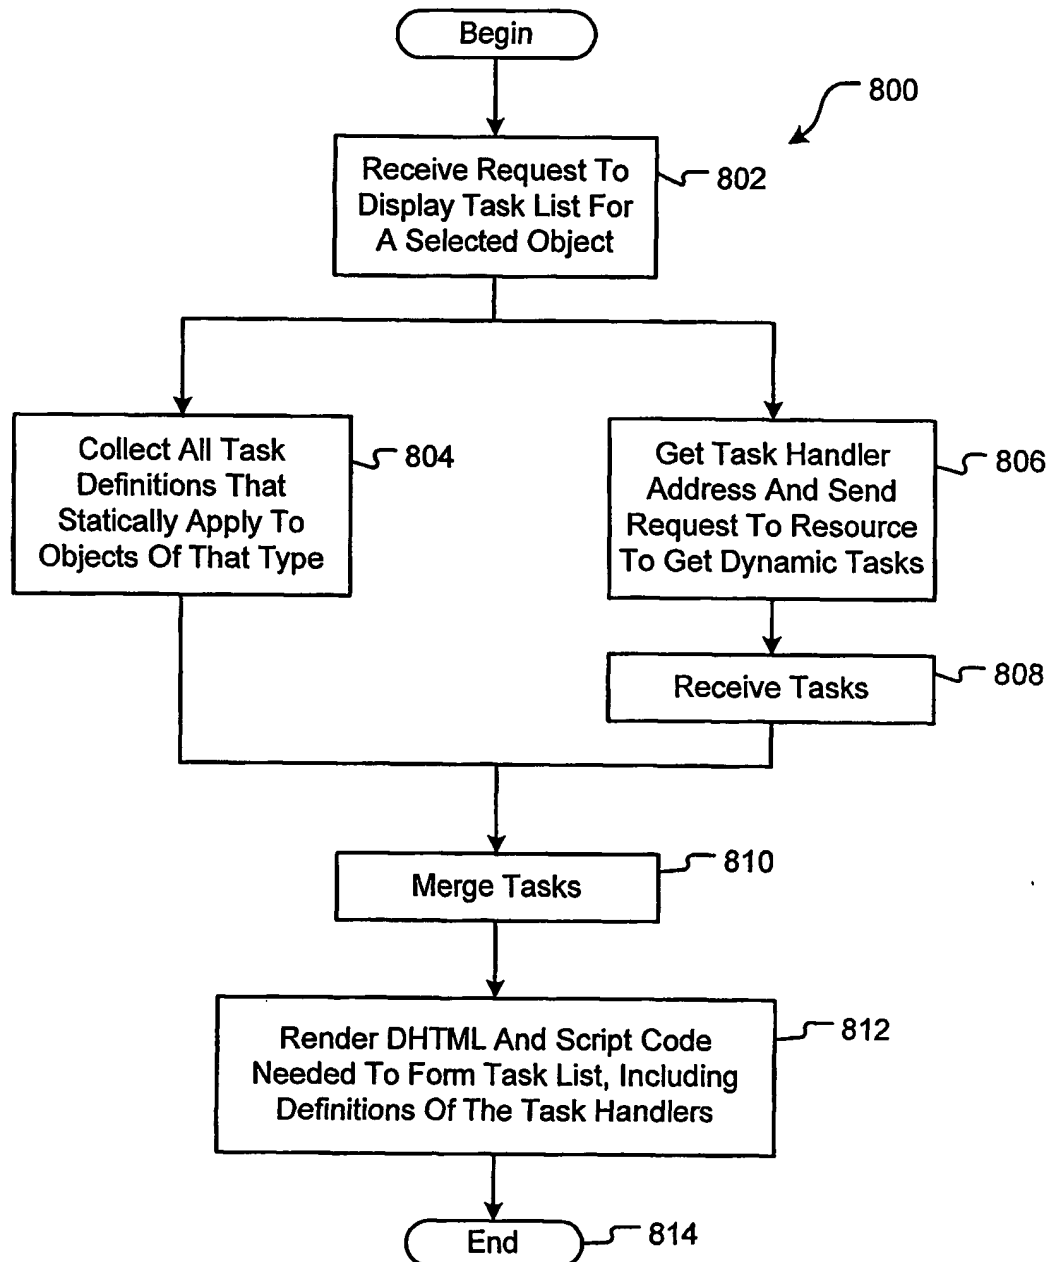 Begin
800
Receive Request To
Display Task List For
A Selected Object
802
Collect All Task
Definitions That
Statically Apply To
Objects Of That Type
804
Get Task Handler
Address And Send
Request To Resource
To Get Dynamic Tasks
806
Receive Tasks
808
Merge Tasks
810
Render DHTML And Script Code
Needed To Form Task List, Including
Definitions Of The Task Handlers
812
End
814